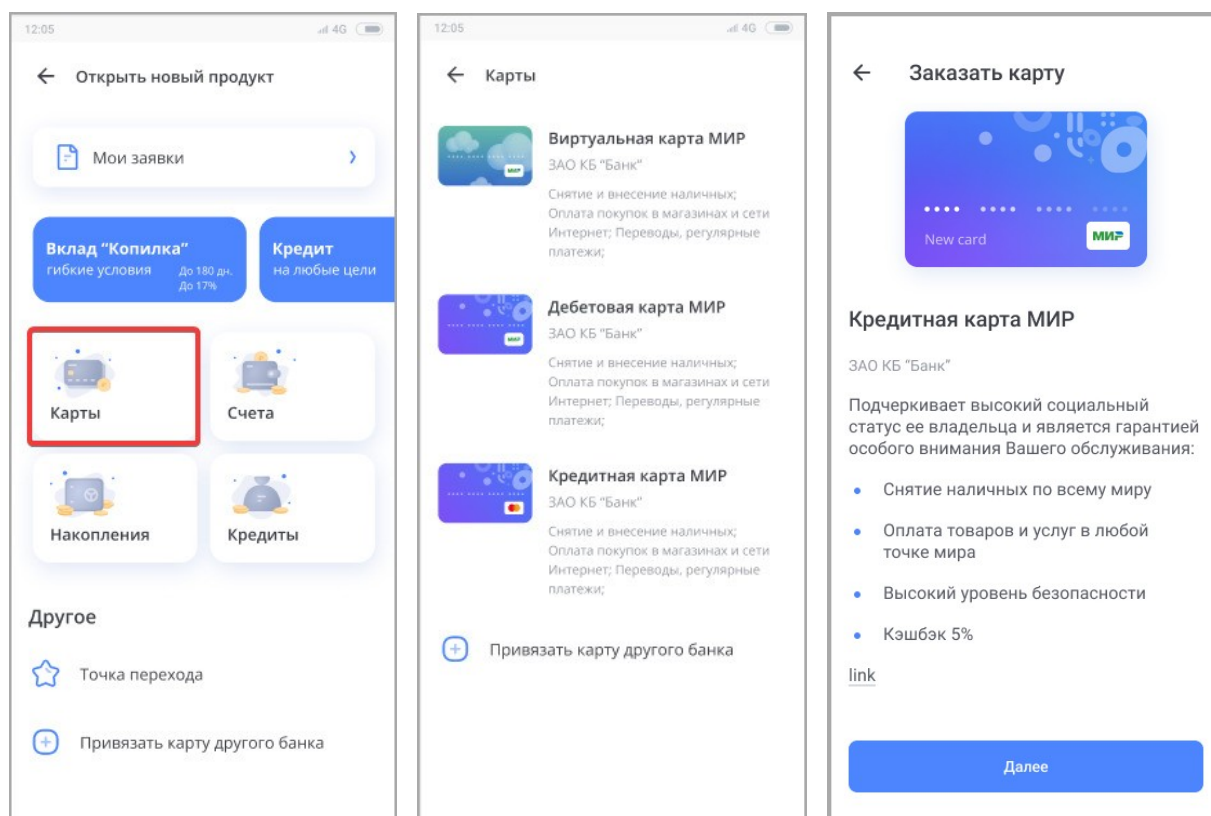 12:05
4G
Открыть новый продукт
Мои заявки
Вклад “Копилка”
гибкие условия
До 180 дн.
До 17%
Кредит
на любые цели
Карты
Счета
Накопления
Кредиты
Другое
Точка перехода
Привязать карту другого банка
12:05
4G
Карты
Виртуальная карта МИР
ЗАО КБ “Банк”
Снятие и внесение наличных;
Оплата покупок в магазинах и сети
Интернет; Переводы, регулярные
платежи;
МИР
Дебетовая карта МИР
ЗАО КБ “Банк”
Снятие и внесение наличных;
Оплата покупок в магазинах и сети
Интернет; Переводы, регулярные
платежи;
МИР
Кредитная карта МИР
ЗАО КБ “Банк”
Снятие и внесение наличных;
Оплата покупок в магазинах и сети
Интернет; Переводы, регулярные
платежи;
Привязать карту другого банка
Заказать карту
New card
МИР
Кредитная карта МИР
ЗАО КБ “Банк”
Подчеркивает высокий социальный
статус ее владельца и является гарантией
особого внимания Вашего обслуживания:
Снятие наличных по всему миру
Оплата товаров и услуг в любой
точке мира
Высокий уровень безопасности
Кэшбэк 5%
link
Далее